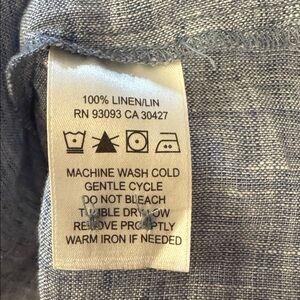 100% LINEN/LIN
RN 93093 CA 30427
MACHINE WASH COLD
GENTLE CYCLE
DO NOT BLEACH
TUMBLE DRY LOW
REMOVE PROMPTLY
WARM IRON IF NEEDED